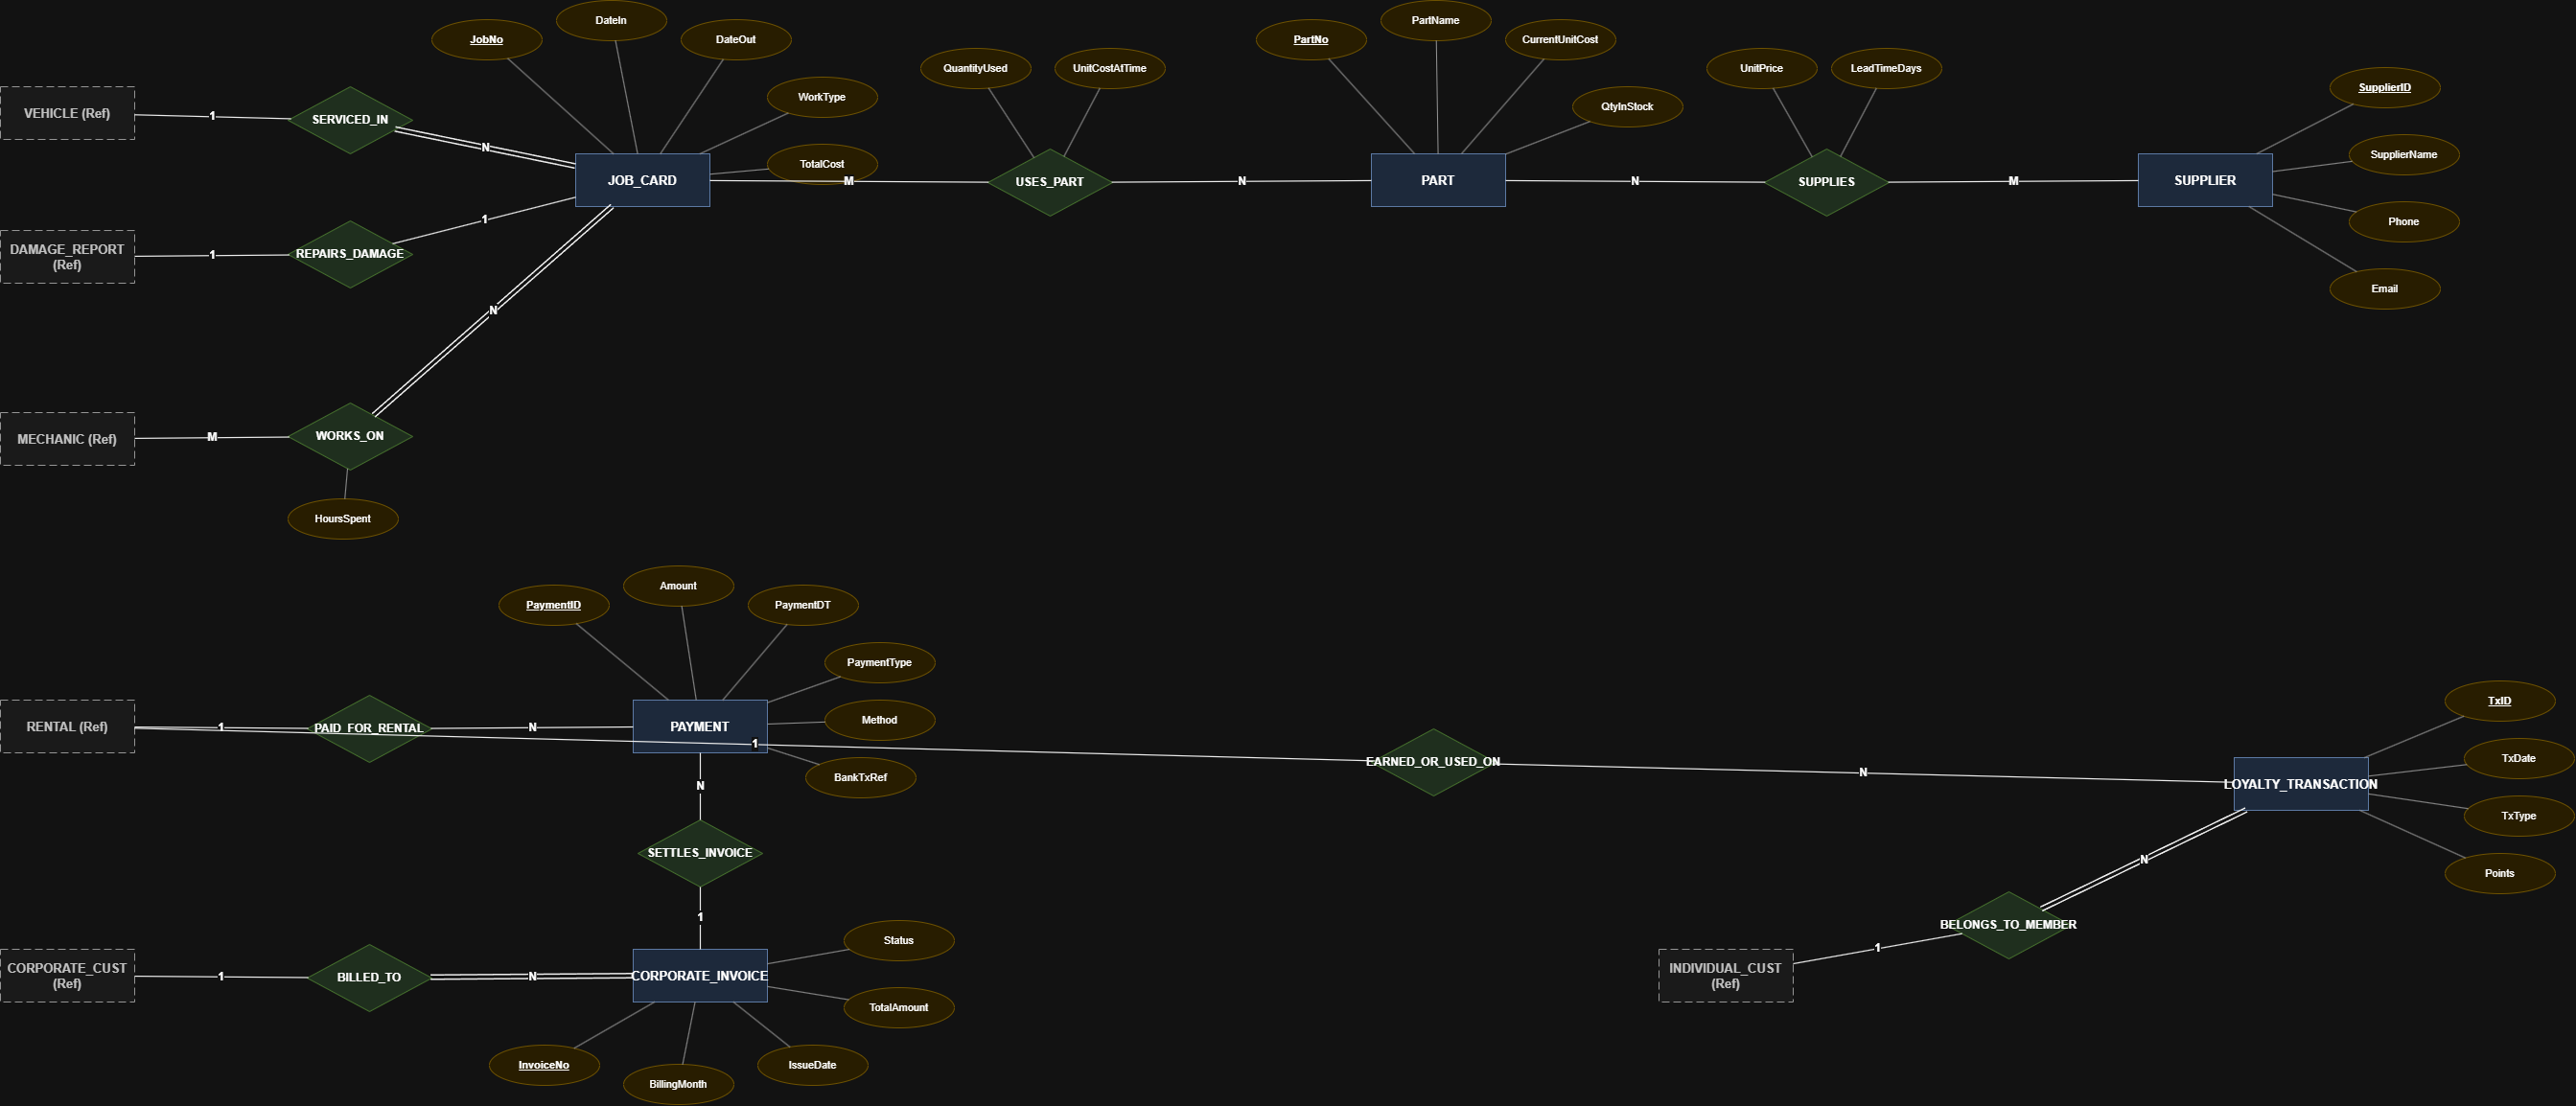 DateIn
JobNo
DateOut
PartName
PartNo
CurrentUnitCost
QuantityUsed
UnitCostAtTime
UnitPrice
LeadTimeDays
SupplierID
WorkType
QtyInStock
VEHICLE (Ref)
1
SERVICED_IN
N
SupplierName
TotalCost
JOB_CARD
M
USES_PART
N
PART
N
SUPPLIES
M
SUPPLIER
1
Phone
DAMAGE_REPORT
(Ref)
1
REPAIRS_DAMAGE
Email
N
MECHANIC (Ref)
M
WORKS_ON
HoursSpent
Amount
PaymentID
PaymentDT
PaymentType
TxID
Method
RENTAL (Ref)
1
PAID_FOR_RENTAL
N
PAYMENT
1
EARNED_OR_USED_ON
N
TxDate
BankTxRef
LOYALTY_TRANSACTION
N
TxType
SETTLES_INVOICE
N
Points
1
BELONGS_TO_MEMBER
Status
1
CORPORATE_CUST
(Ref)
1
BILLED_TO
N
CORPORATE_INVOICE
INDIVIDUAL_CUST
(Ref)
TotalAmount
InvoiceNo
IssueDate
BillingMonth